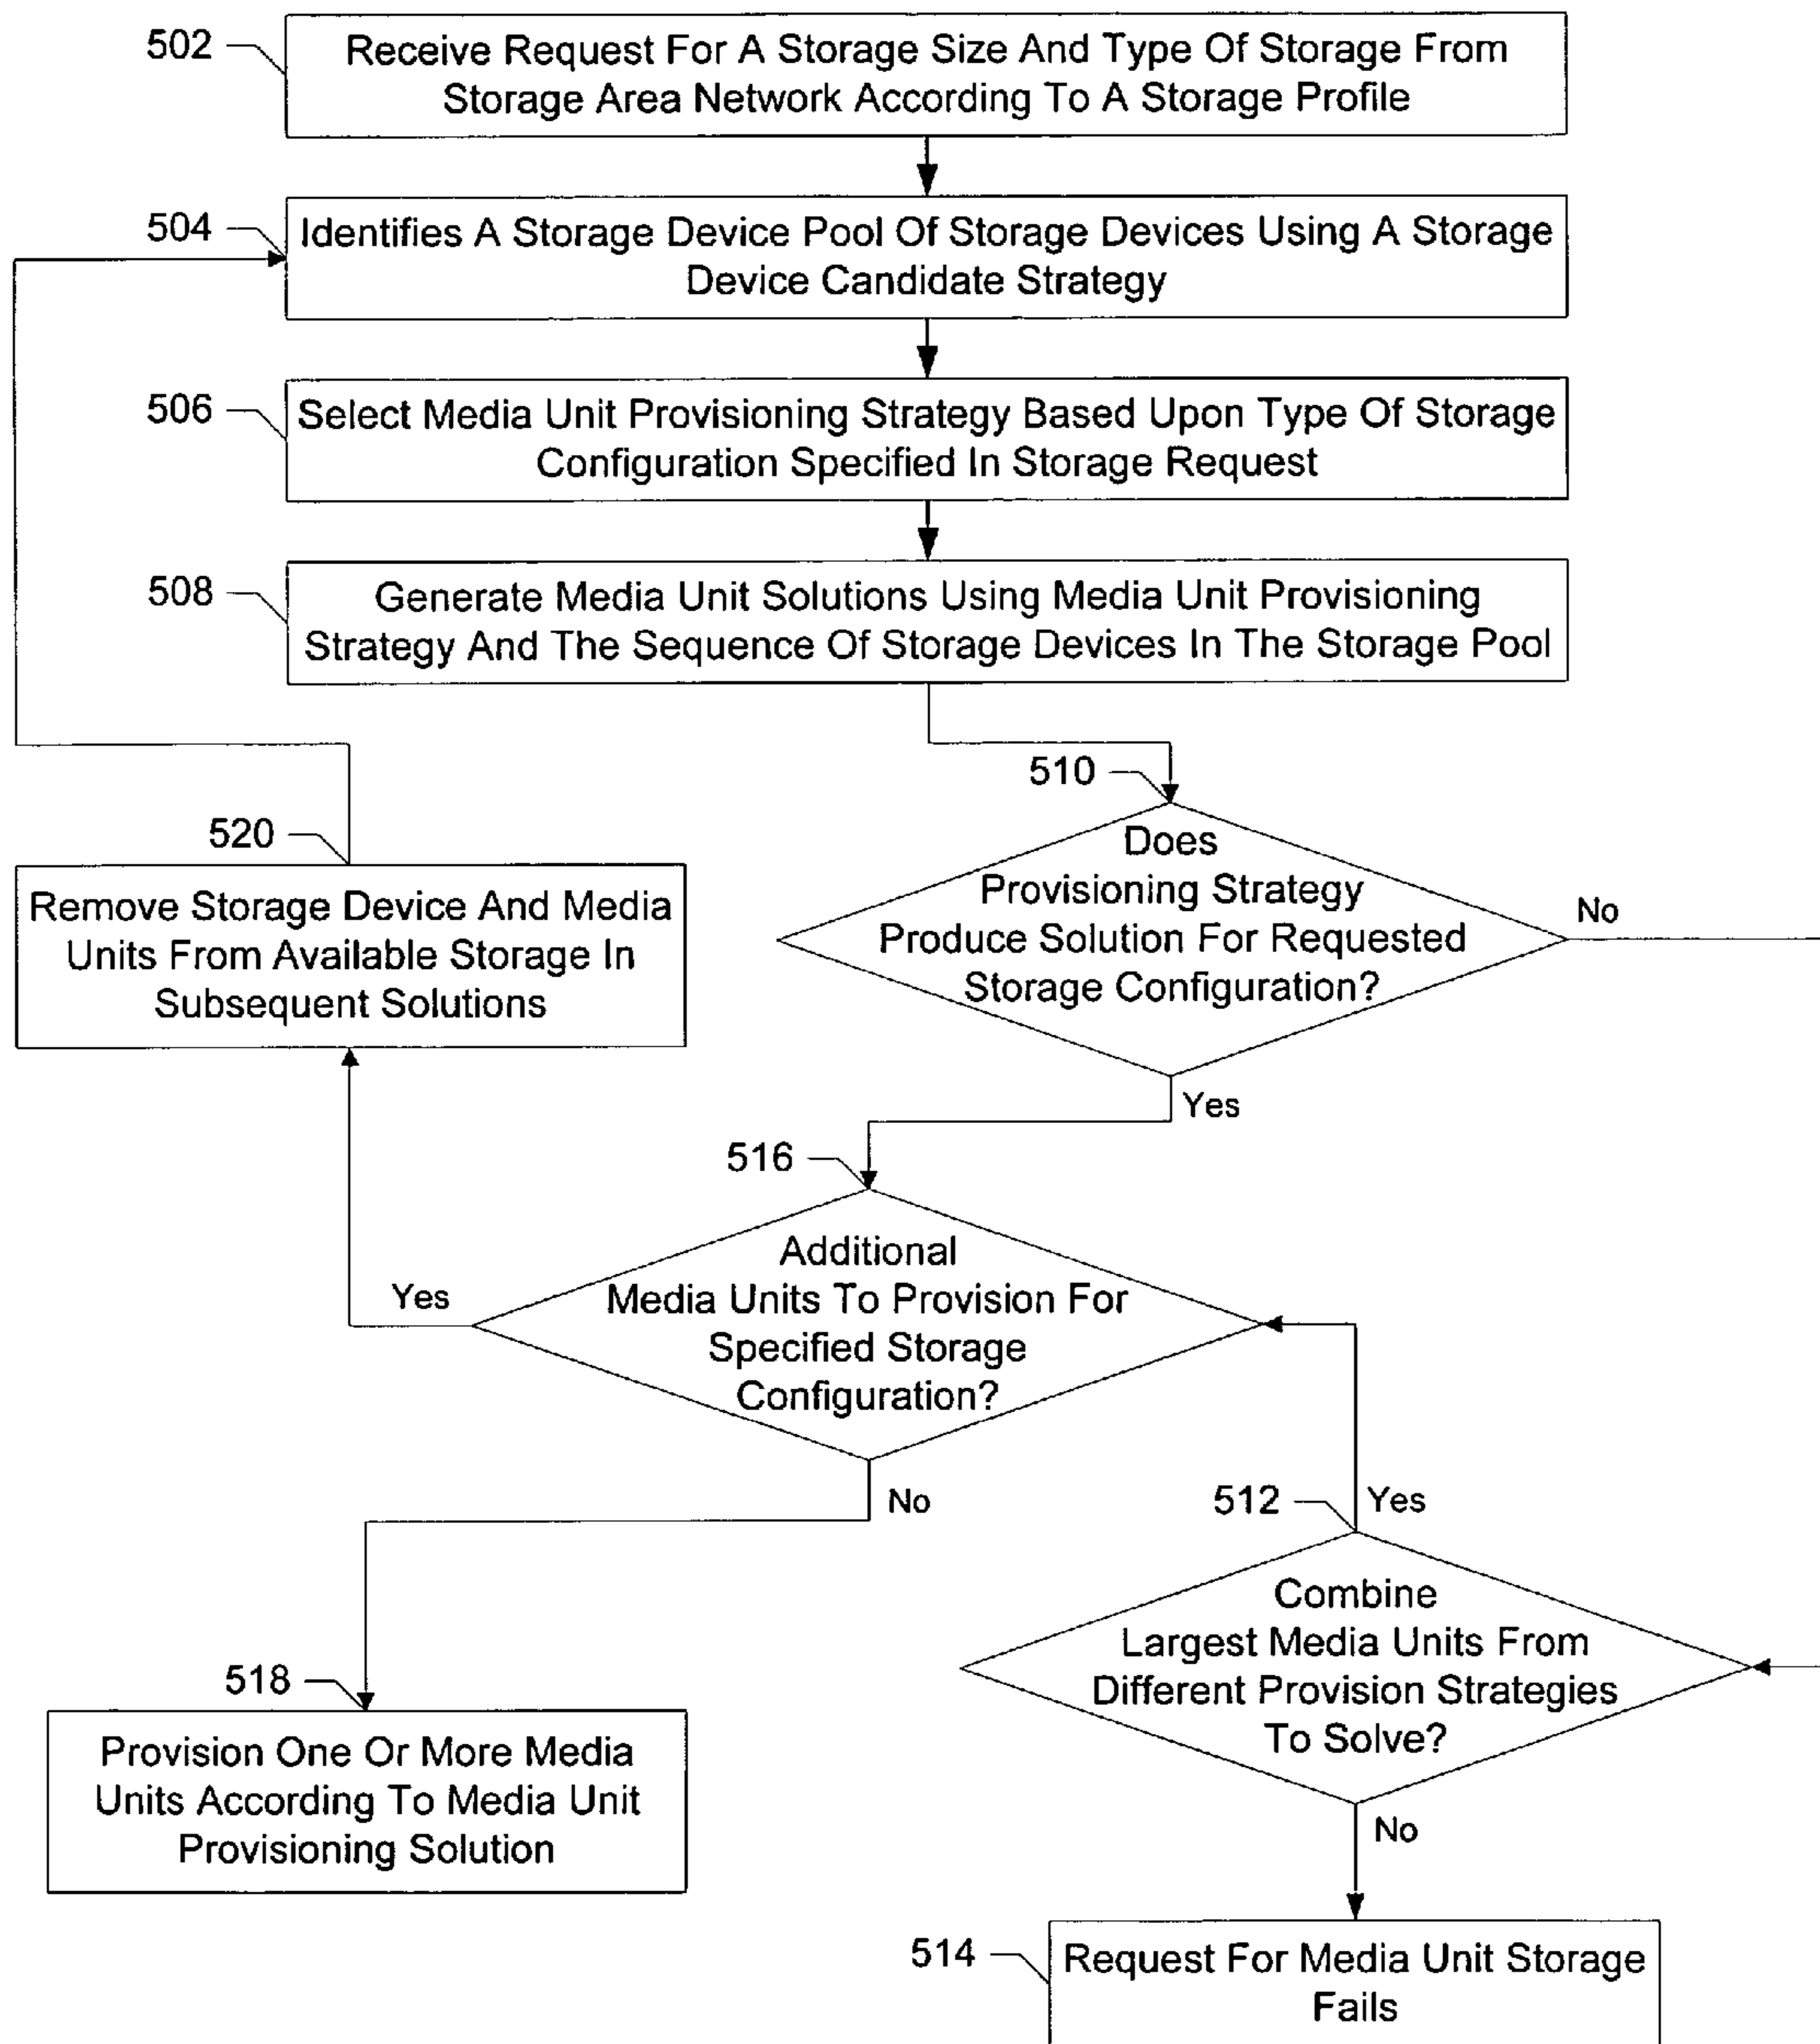 502
Receive Request For A Storage Size And Type Of Storage From
Storage Area Network According To A Storage Profile
504
Identifies A Storage Device Pool Of Storage Devices Using A Storage
Device Candidate Strategy
506
Select Media Unit Provisioning Strategy Based Upon Type Of Storage
Configuration Specified In Storage Request
508
Generate Media Unit Solutions Using Media Unit Provisioning
Strategy And The Sequence Of Storage Devices In The Storage Pool
510
Does
Provisioning Strategy
Produce Solution For Requested
Storage Configuration?
No
Yes
520
Remove Storage Device And Media
Units From Available Storage In
Subsequent Solutions
516
Additional
Media Units To Provision For
Specified Storage
Configuration?
Yes
No
512
Yes
Combine
Largest Media Units From
Different Provision Strategies
To Solve?
No
518
Provision One Or More Media
Units According To Media Unit
Provisioning Solution
514
Request For Media Unit Storage
Fails